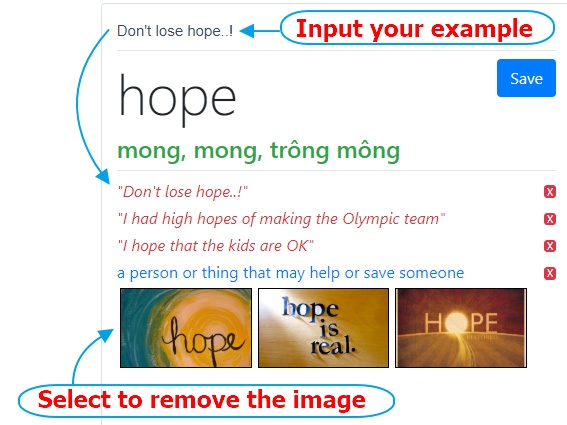 Don't lose hope..!
Input your example
hope
Save
mong, mong, trông mông
"Don't lose hope..!"
x
"I had high hopes of making the Olympic team"
x
"I hope that the kids are OK"
x
a person or thing that may help or save someone
x
hope
hope
is
real.
HOPE
Select to remove the image